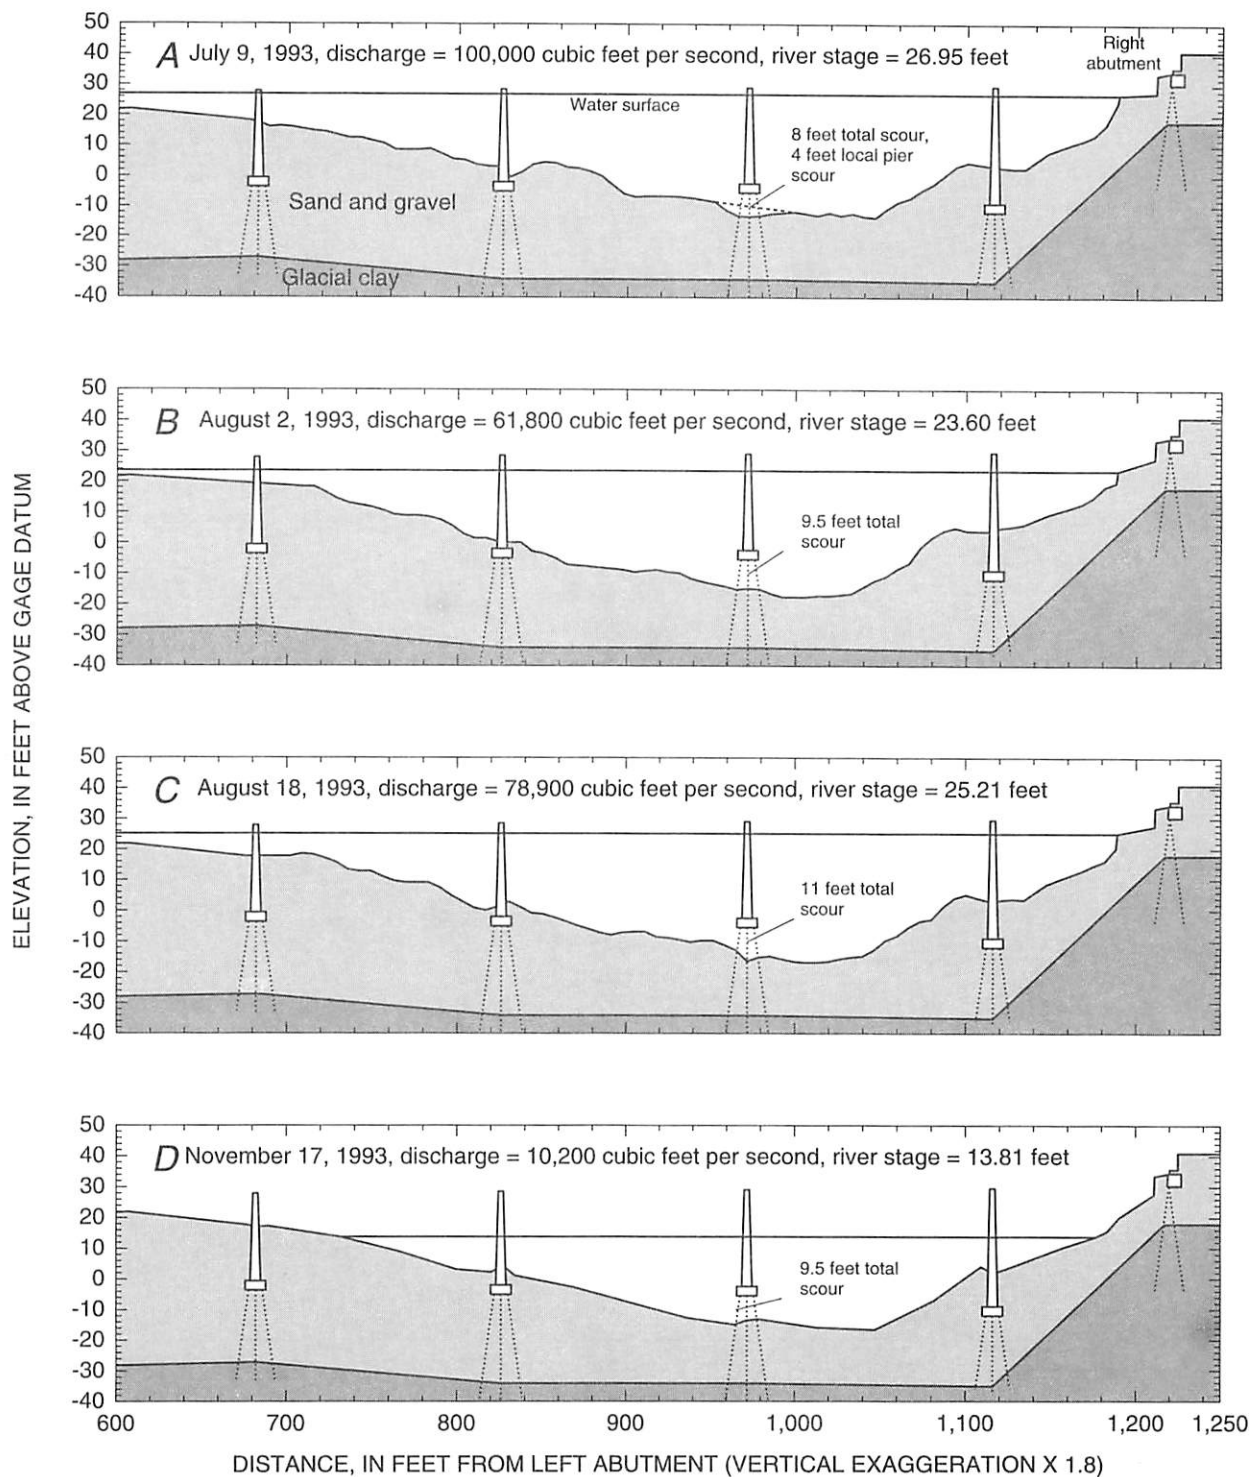 50
40
30
20
10
0
-10
-20
-30
-40
A July 9, 1993, discharge = 100,000 cubic feet per second, river stage = 26.95 feet
Right
abutment
Water surface
8 feet total scour,
4 feet local pier
scour
Sand and gravel
Glacial clay
50
40
30
20
10
0
-10
-20
-30
-40
B August 2, 1993, discharge = 61,800 cubic feet per second, river stage = 23.60 feet
9.5 feet total
scour
ELEVATION, IN FEET ABOVE GAGE DATUM
50
40
30
20
10
0
-10
-20
-30
-40
C August 18, 1993, discharge = 78,900 cubic feet per second, river stage = 25.21 feet
11 feet total
scour
50
40
30
20
10
0
-10
-20
-30
-40
D November 17, 1993, discharge = 10,200 cubic feet per second, river stage = 13.81 feet
9.5 feet total
scour
600 700 800 900 1,000 1,100 1,200 1,250
DISTANCE, IN FEET FROM LEFT ABUTMENT (VERTICAL EXAGGERATION X 1.8)